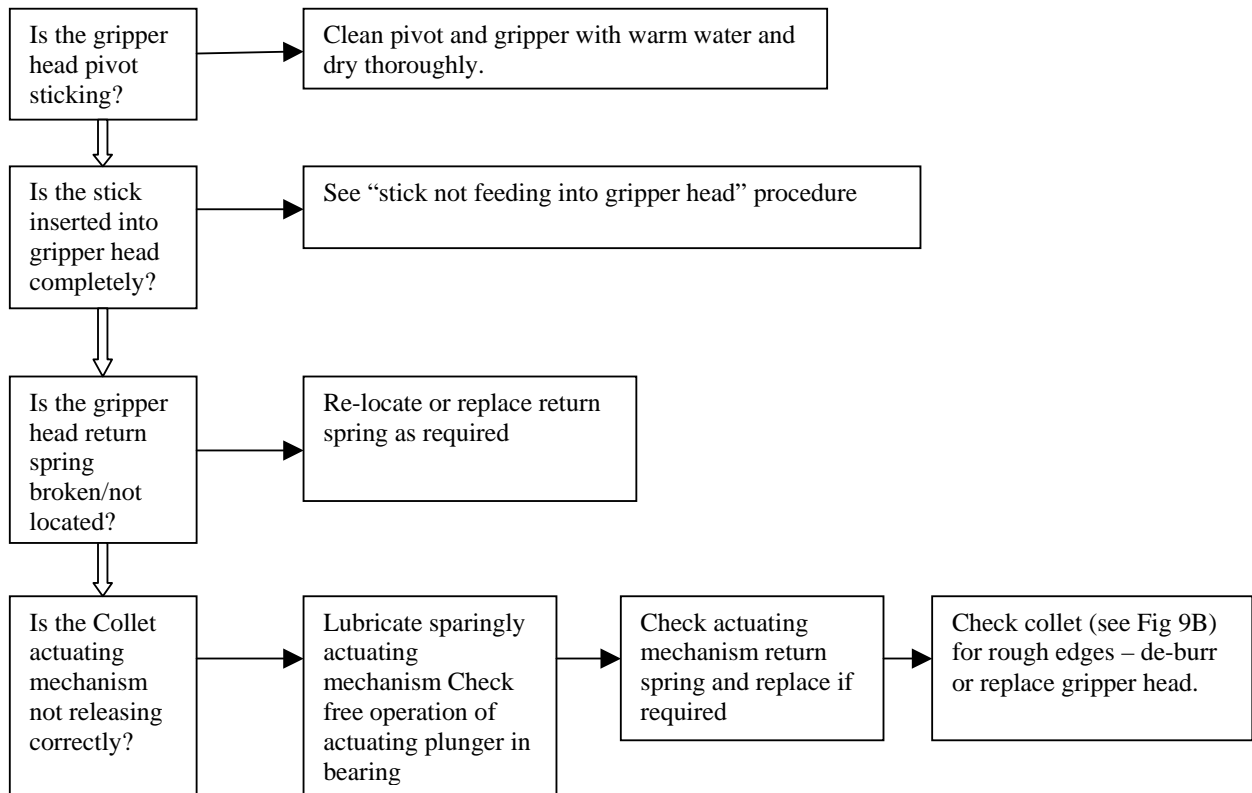 Is the gripper
head pivot
sticking?
Clean pivot and gripper with warm water and
dry thoroughly.
Is the stick
inserted into
gripper head
completely?
See “stick not feeding into gripper head” procedure
Is the gripper
head return
spring
broken/not
located?
Re-locate or replace return
spring as required
Is the Collet
actuating
mechanism
not releasing
correctly?
Lubricate sparingly
actuating
mechanism Check
free operation of
actuating plunger in
bearing
Check actuating
mechanism return
spring and replace if
required
Check collet (see Fig 9B)
for rough edges – de-burr
or replace gripper head.